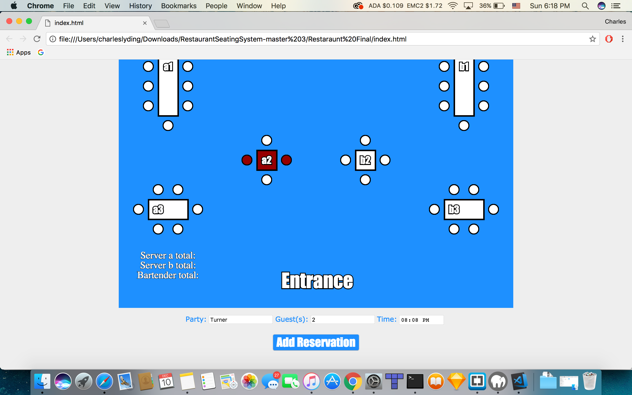 Chrome File Edit View History Bookmarks People Window Help ADA $0.109 EMC2 $1.72 36% Sun 6:18 PM
index.html Charles
file:///Users/charleslyding/Downloads/RestaurantSeatingSystem-master%203/Restaraunt%20Final/index.html
Apps G
a1 b1
a2 b2
a3 b3
Server a total:
Server b total:
Bartender total:
Entrance
Party: Turner Guest(s): 2 Time: 08:08 PM
Add Reservation